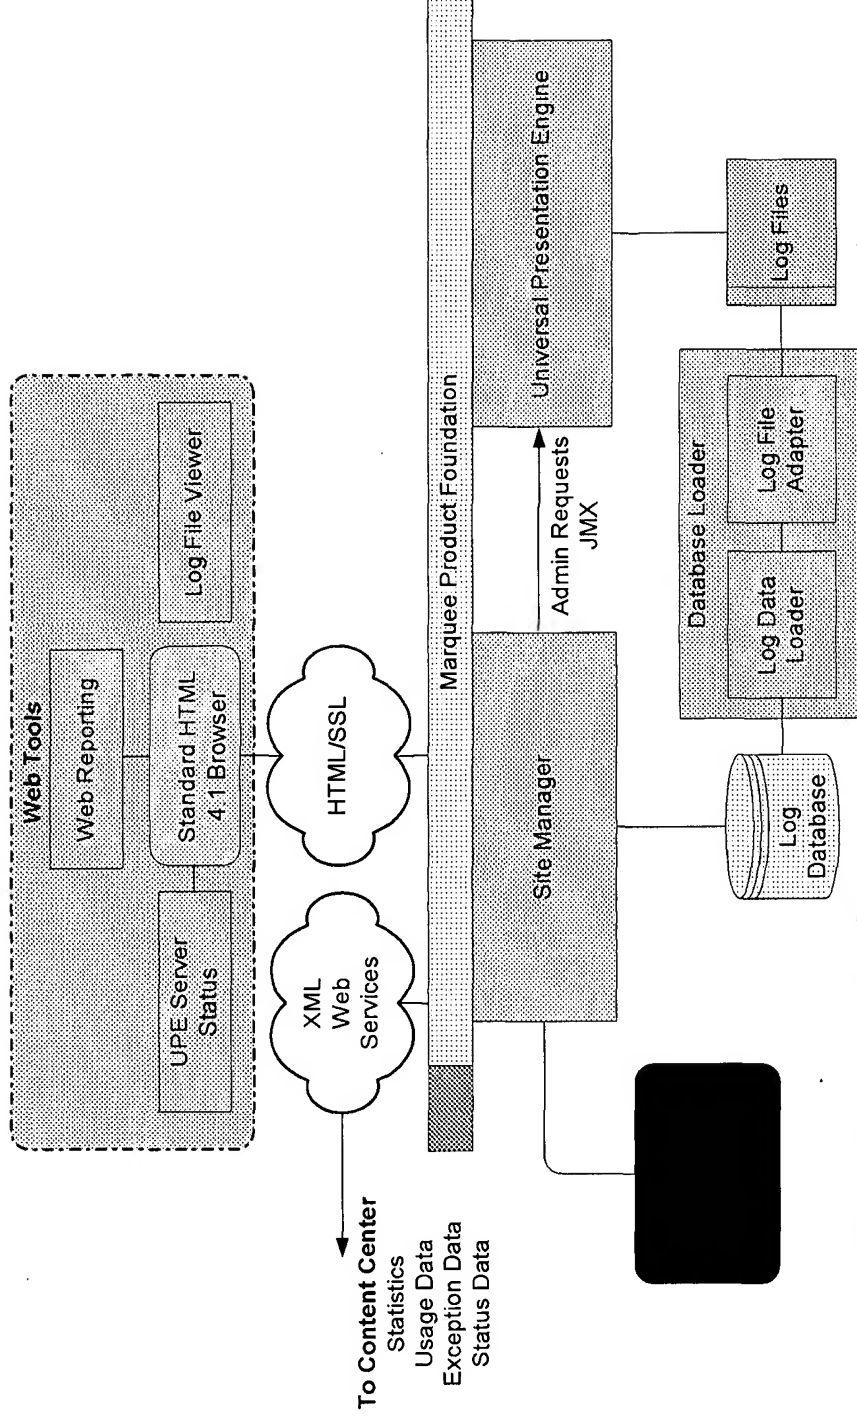 Web Tools
Web Reporting
UPE Server
Status
Standard HTML
4.1 Browser
Log File Viewer
XML
Web
Services
HTML/SSL
To Content Center
Statistics
Usage Data
Exception Data
Status Data
Marquee Product Foundation
Site Manager
Admin Requests
JMX
Universal Presentation Engine
Log
Database
Database Loader
Log Data
Loader
Log File
Adapter
Log Files